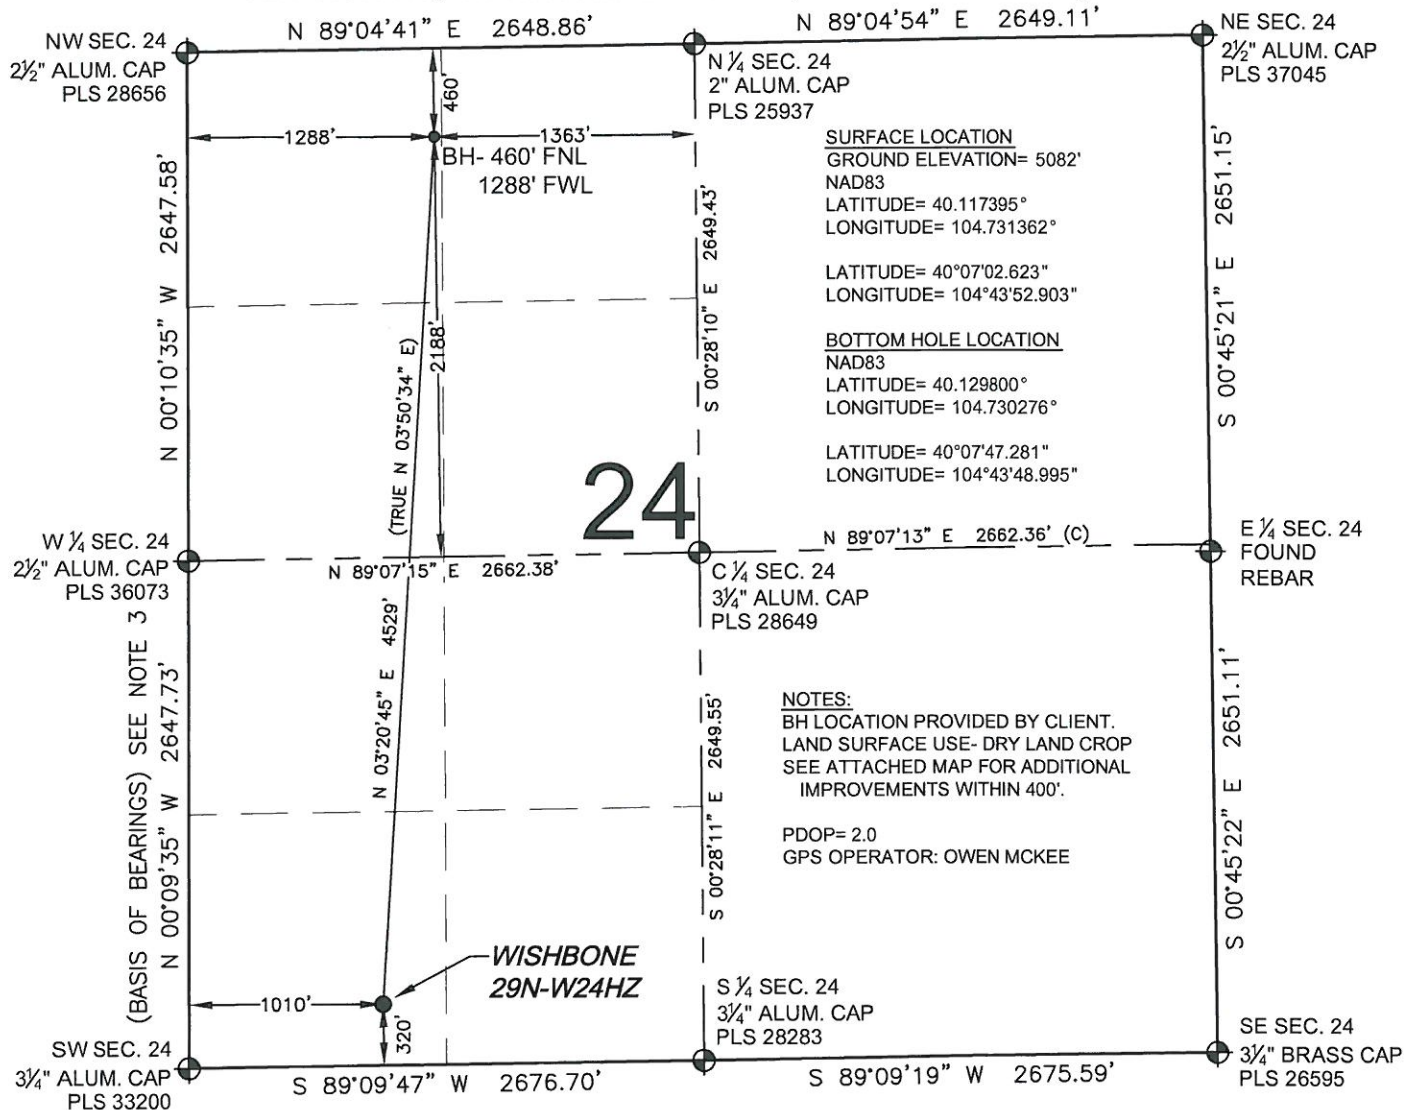 N 89°04'41" E 2648.86'
N 89°04'54" E 2649.11'
NW SEC. 24
2½" ALUM. CAP
PLS 28656
N ¼ SEC. 24
2" ALUM. CAP
PLS 25937
NE SEC. 24
2½" ALUM. CAP
PLS 37045
460'
1288'
1363'
BH- 460' FNL
1288' FWL
SURFACE LOCATION
GROUND ELEVATION= 5082'
NAD83
LATITUDE= 40.117395°
LONGITUDE= 104.731362°
LATITUDE= 40°07'02.623"
LONGITUDE= 104°43'52.903"
BOTTOM HOLE LOCATION
NAD83
LATITUDE= 40.129800°
LONGITUDE= 104.730276°
LATITUDE= 40°07'47.281"
LONGITUDE= 104°43'48.995"
N 00°10'35" W 2647.58'
(TRUE N 03°50'34" E)
2188'
S 00°28'10" E 2649.43'
S 00°45'21" E 2651.15'
24
W ¼ SEC. 24
2½" ALUM. CAP
PLS 36073
N 89°07'15" E 2662.38'
N 89°07'13" E 2662.36' (C)
C ¼ SEC. 24
3¼" ALUM. CAP
PLS 28649
E ¼ SEC. 24
FOUND
REBAR
(BASIS OF BEARINGS) SEE NOTE 3
N 00°09'35" W 2647.73'
N 03°20'45" E 4529'
S 00°28'11" E 2649.55'
S 00°45'22" E 2651.11'
NOTES:
BH LOCATION PROVIDED BY CLIENT.
LAND SURFACE USE- DRY LAND CROP
SEE ATTACHED MAP FOR ADDITIONAL
IMPROVEMENTS WITHIN 400'.
PDOP= 2.0
GPS OPERATOR: OWEN MCKEE
WISHBONE
29N-W24HZ
1010'
320'
SW SEC. 24
3¼" ALUM. CAP
PLS 33200
S 89°09'47" W 2676.70'
S ¼ SEC. 24
3¼" ALUM. CAP
PLS 28283
S 89°09'19" W 2675.59'
SE SEC. 24
3¼" BRASS CAP
PLS 26595